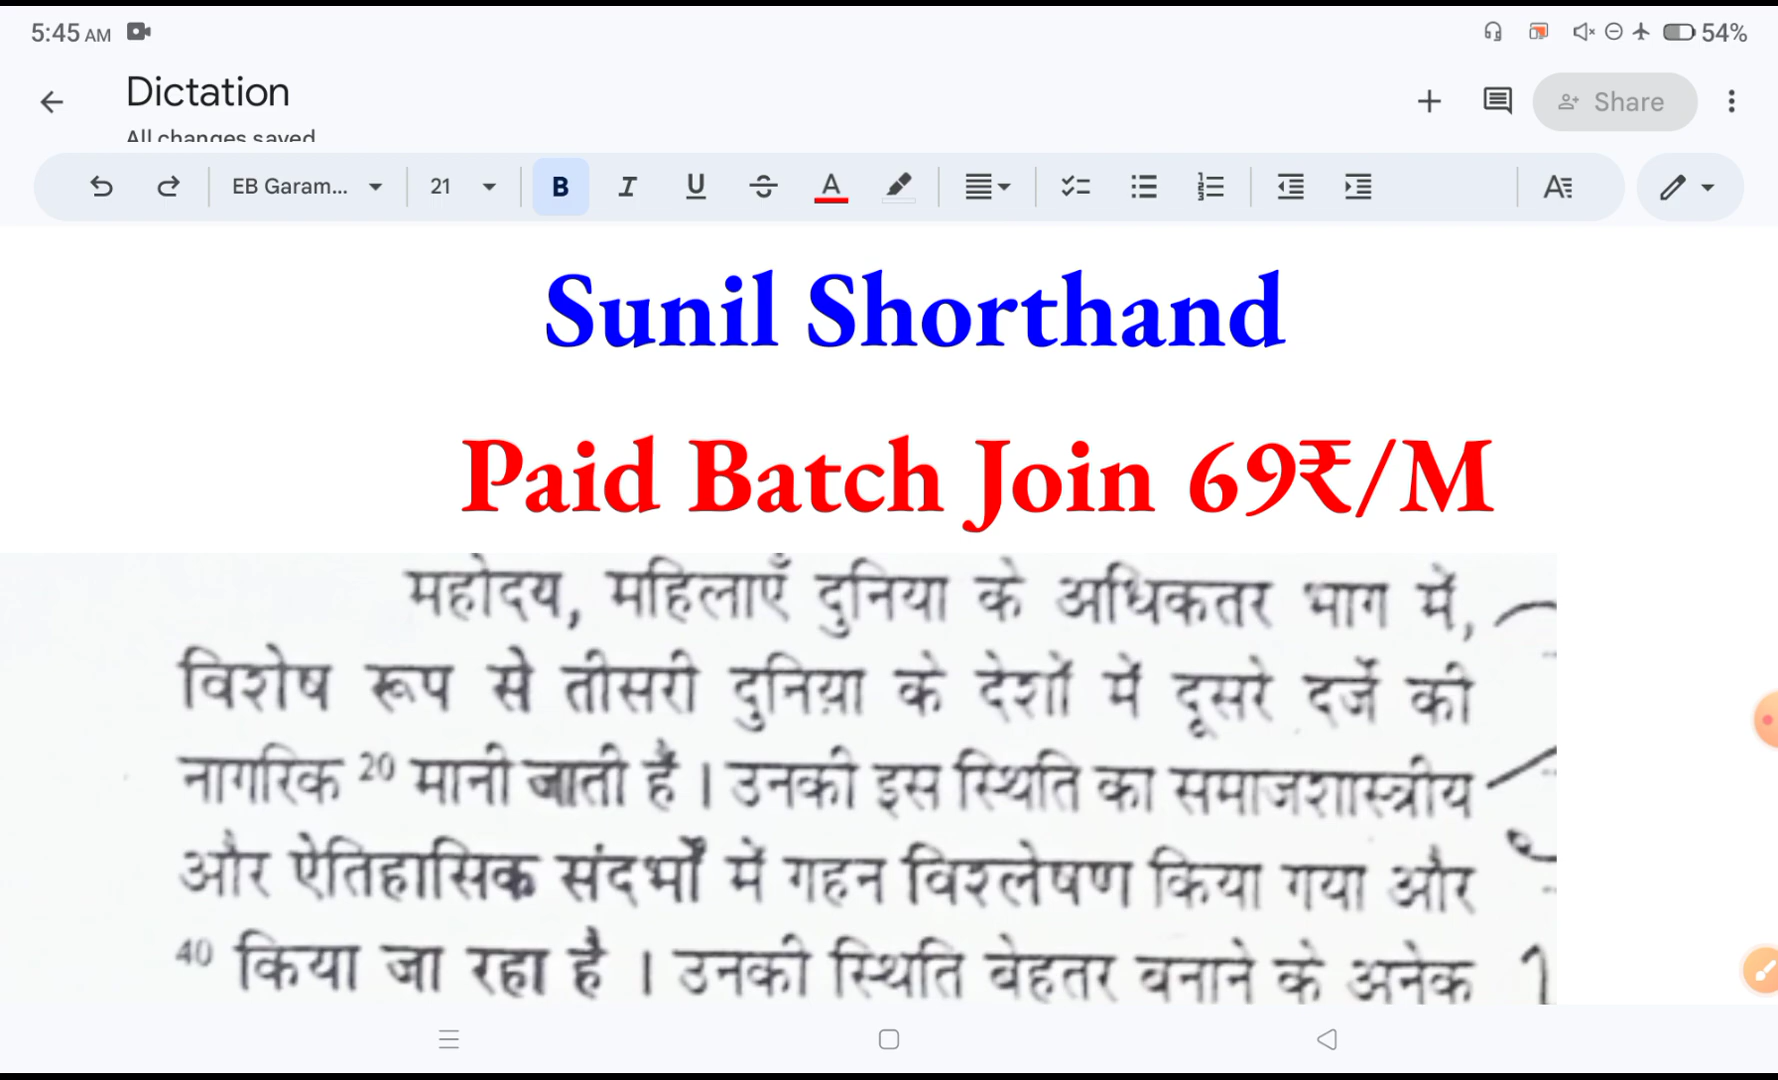 5:45 AM
54%
Dictation
Share
All changes saved
EB Garam...
21
B
I
U
S
A
A
Sunil Shorthand
Paid Batch Join 69₹/M
महोदय, महिलाएँ दुनिया के अधिकतर भाग में,
विशेष रूप से तीसरी दुनिया के देशों में दूसरे दर्जे की
नागरिक 20 मानी जाती हैं । उनकी इस स्थिति का समाजशास्त्रीय
और ऐतिहासिक संदर्भों में गहन विश्लेषण किया गया और
40 किया जा रहा है । उनकी स्थिति बेहतर बनाने के अनेक